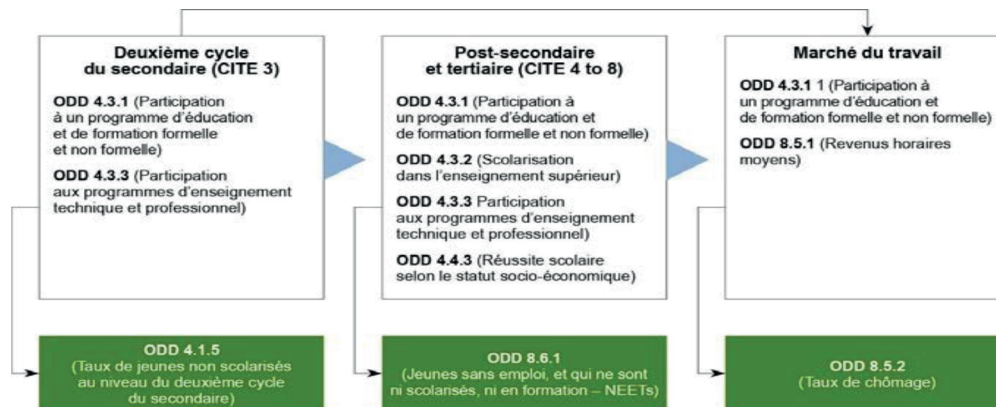 Deuxième cycle
du secondaire (CITE 3)
ODD 4.3.1 (Participation
à un programme d'éducation
et de formation formelle
et non formelle)
ODD 4.3.3 (Participation
aux programmes d'enseignement
technique et professionnel)
Post-secondaire
et tertiaire (CITE 4 to 8)
ODD 4.3.1 (Participation à
un programme d'éducation et
de formation formelle et non formelle)
ODD 4.3.2 (Scolarisation
dans l'enseignement supérieur)
ODD 4.3.3 Participation
aux programmes d'enseignement
technique et professionnel)
ODD 4.4.3 (Réussite scolaire
selon le statut socio-économique)
Marché du travail
ODD 4.3.1 1 (Participation à
un programme d'éducation et
de formation formelle et non formelle)
ODD 8.5.1 (Revenus horaires
moyens)
ODD 4.1.5
(Taux de jeunes non scolarisés
au niveau du deuxième cycle
du secondaire)
ODD 8.6.1
(Jeunes sans emploi, et qui ne sont
ni scolarisés, ni en formation – NEETs)
ODD 8.5.2
(Taux de chômage)